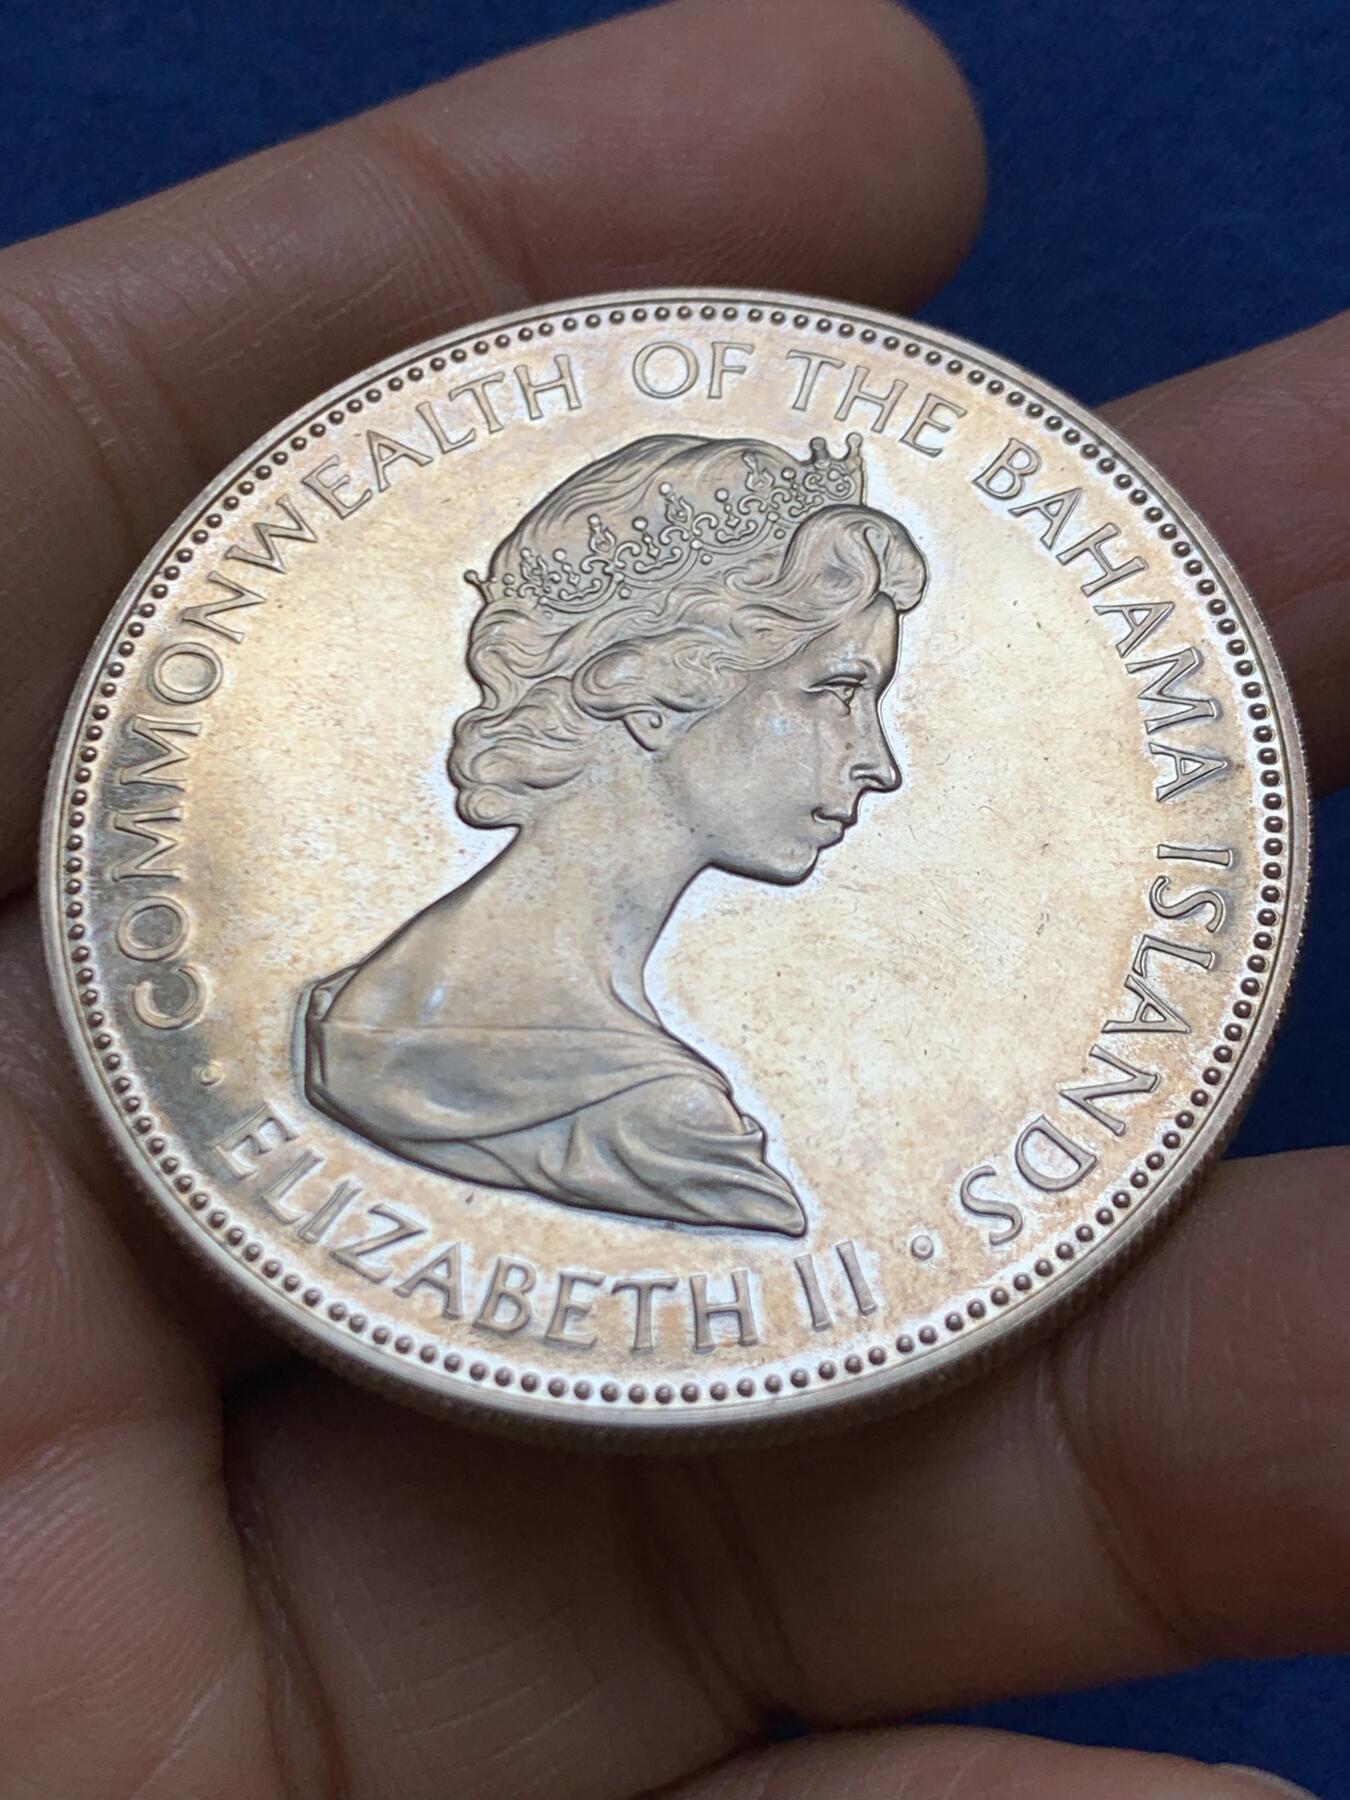 COMMONWEALTH OF THE BAHAMA ISLANDS
• ELIZABETH II •